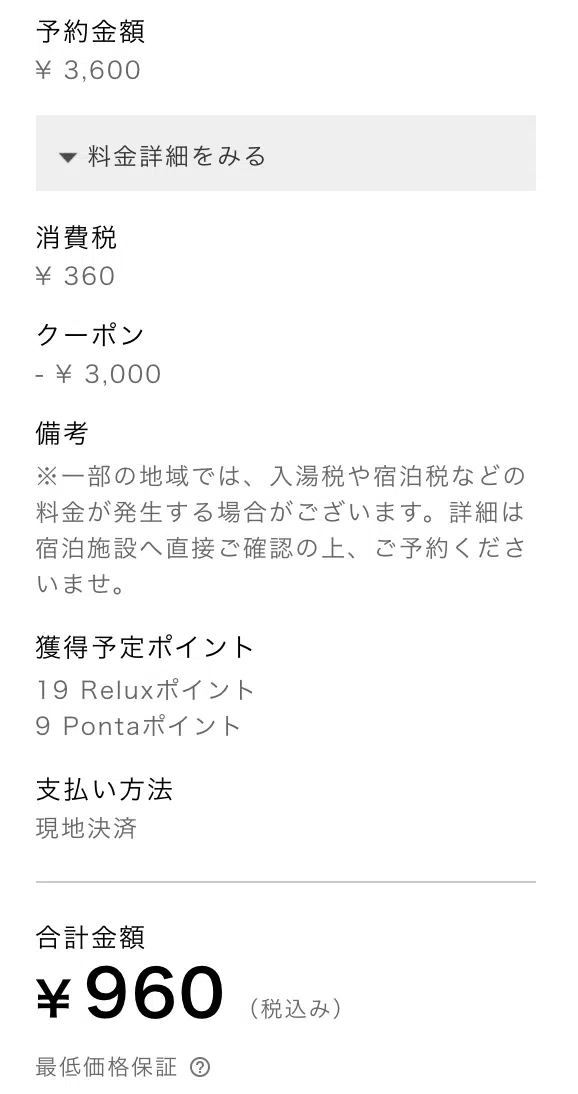 予約金額
¥ 3,600
▼ 料金詳細をみる
消費税
¥ 360
クーポン
- ¥ 3,000
備考
※一部の地域では、入湯税や宿泊税などの
料金が発生する場合がございます。詳細は
宿泊施設へ直接ご確認の上、ご予約くださ
いませ。
獲得予定ポイント
19 Reluxポイント
9 Pontaポイント
支払い方法
現地決済
合計金額
¥960 （税込み）
最低価格保証 ?